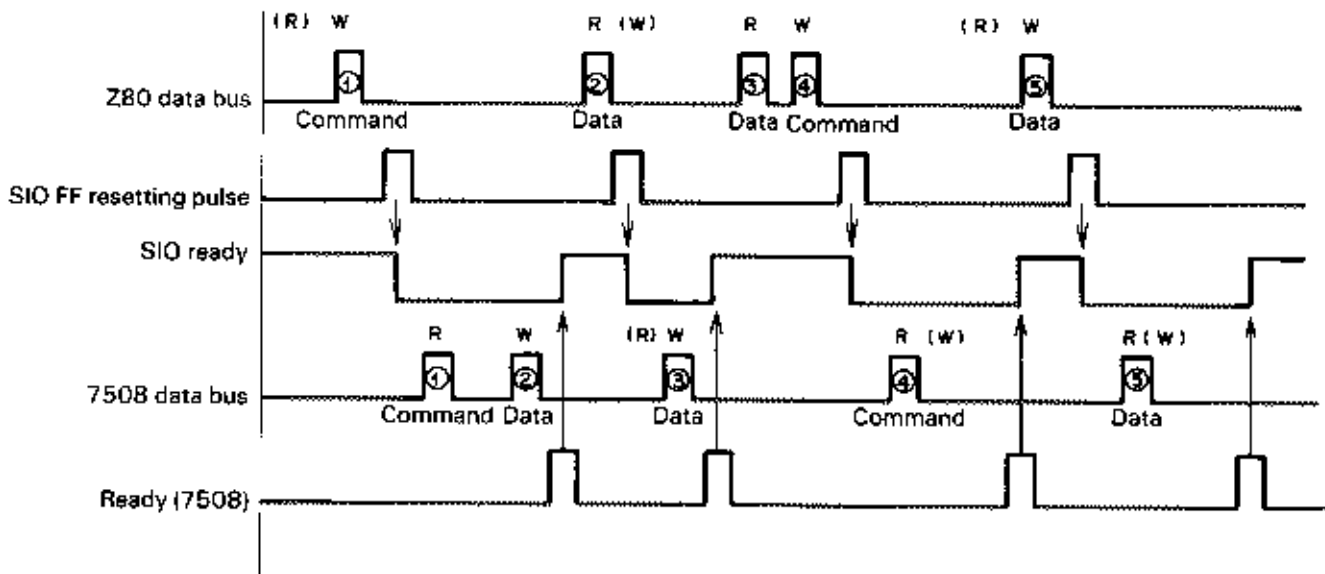 (R) W R (W) R W (R) W
① ② ③ ④ ⑤
Z80 data bus
Command Data Data Command Data
SIO FF resetting pulse
SIO ready
R W (R) W R (W) R (W)
① ② ③ ④ ⑤
7508 data bus
Command Data Data Command Data
Ready (7508)